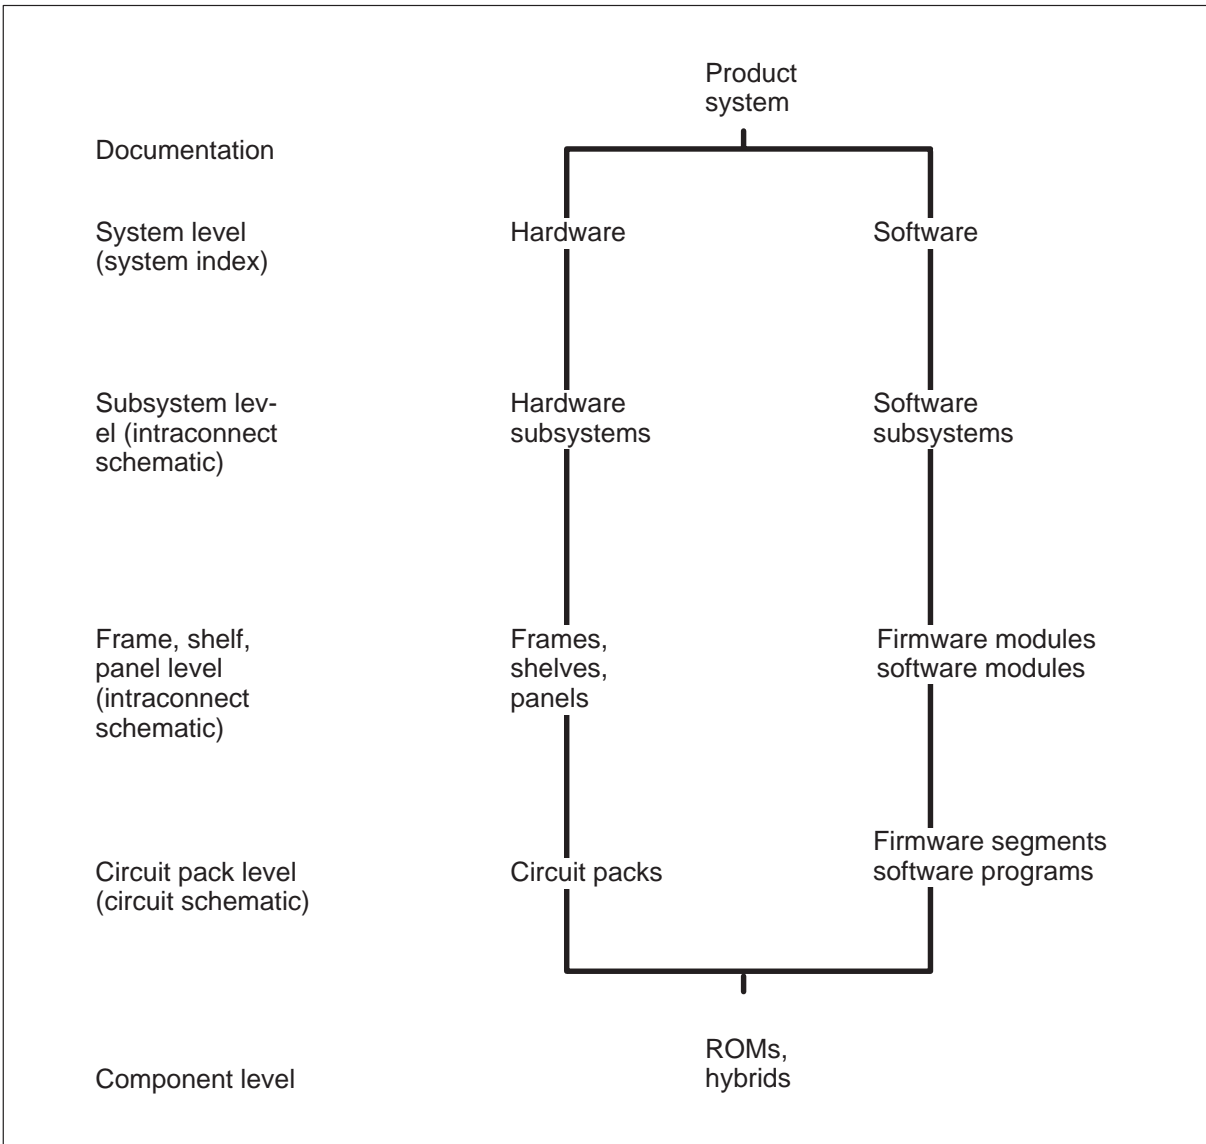 Product
system
Documentation
System level
(system index)
Hardware
Software
Subsystem lev-
el (intraconnect
schematic)
Hardware
subsystems
Software
subsystems
Frame, shelf,
panel level
(intraconnect
schematic)
Frames,
shelves,
panels
Firmware modules
software modules
Circuit pack level
(circuit schematic)
Circuit packs
Firmware segments
software programs
Component level
ROMs,
hybrids